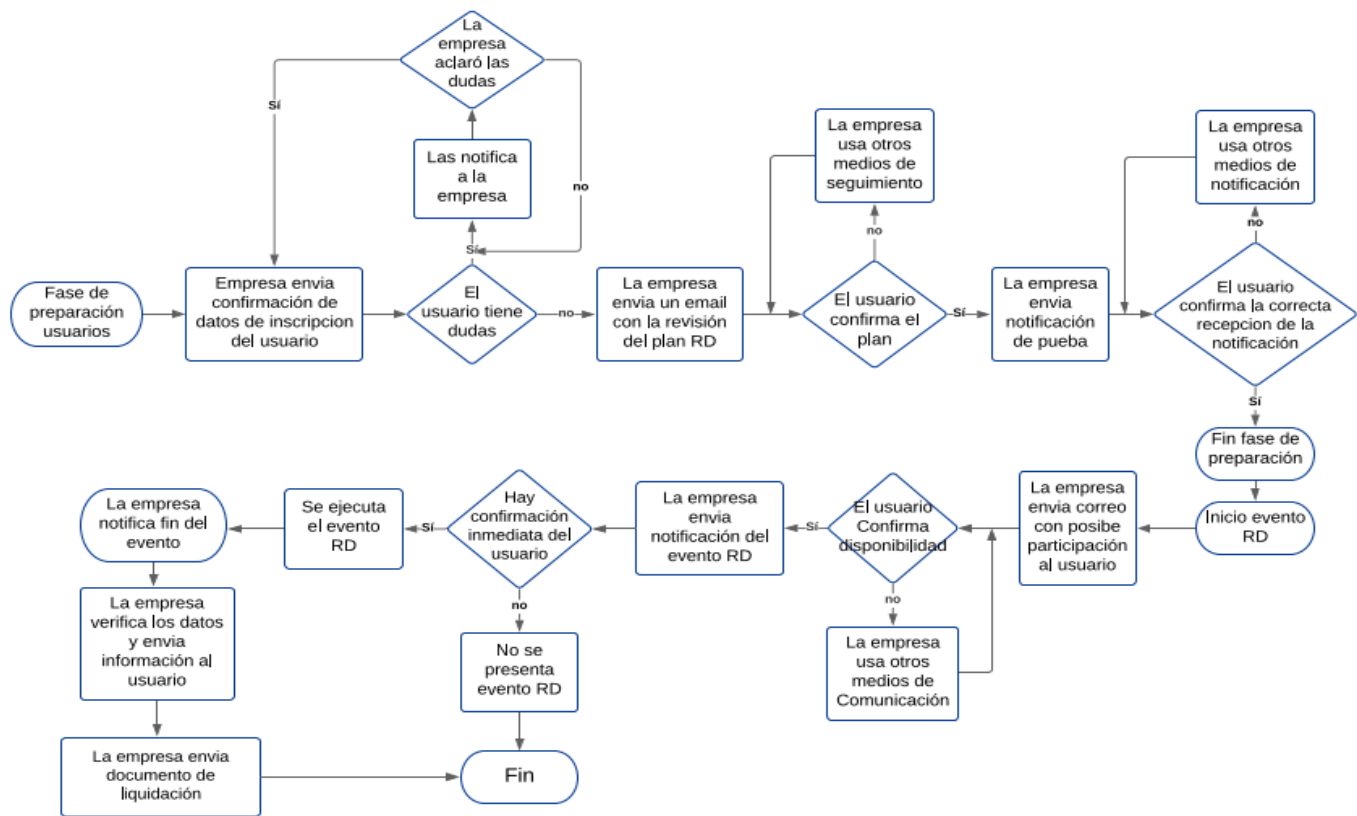 La
empresa
aclaró las
dudas
Sí
Las notifica
a la
empresa
no
Sí
Fase de
preparación
usuarios
Empresa envia
confirmación de
datos de inscripcion
del usuario
El
usuario tiene
dudas
no
La empresa
envia un email
con la revisión
del plan RD
La empresa
usa otros
medios de
seguimiento
no
El usuario
confirma el
plan
Sí
La empresa
envia
notificación
de pueba
La empresa
usa otros
medios de
notificación
no
El usuario
confirma la correcta
recepcion de la
notificación
Sí
Fin fase de
preparación
Inicio evento
RD
La empresa
envia correo
con posibe
participación
al usuario
El usuario
Confirma
disponibilidad
no
La empresa
usa otros
medios de
Comunicación
Sí
La empresa
envia
notificación del
evento RD
Hay
confirmación
inmediata del
usuario
no
No se
presenta
evento RD
Sí
Se ejecuta
el evento
RD
La empresa
notifica fin del
evento
La empresa
verifica los datos
y envia
información al
usuario
La empresa envia
documento de
liquidación
Fin